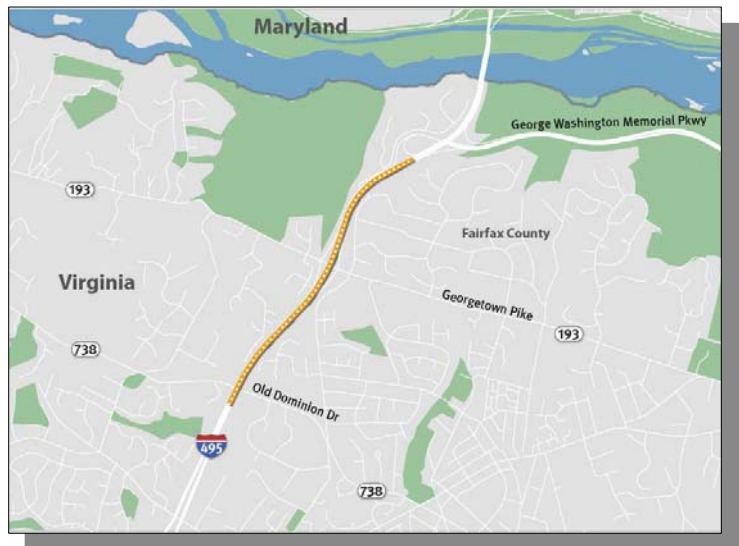 Maryland
George Washington Memorial Pkwy
193
Fairfax County
Virginia
Georgetown Pike
193
738
Old Dominion Dr
495
738